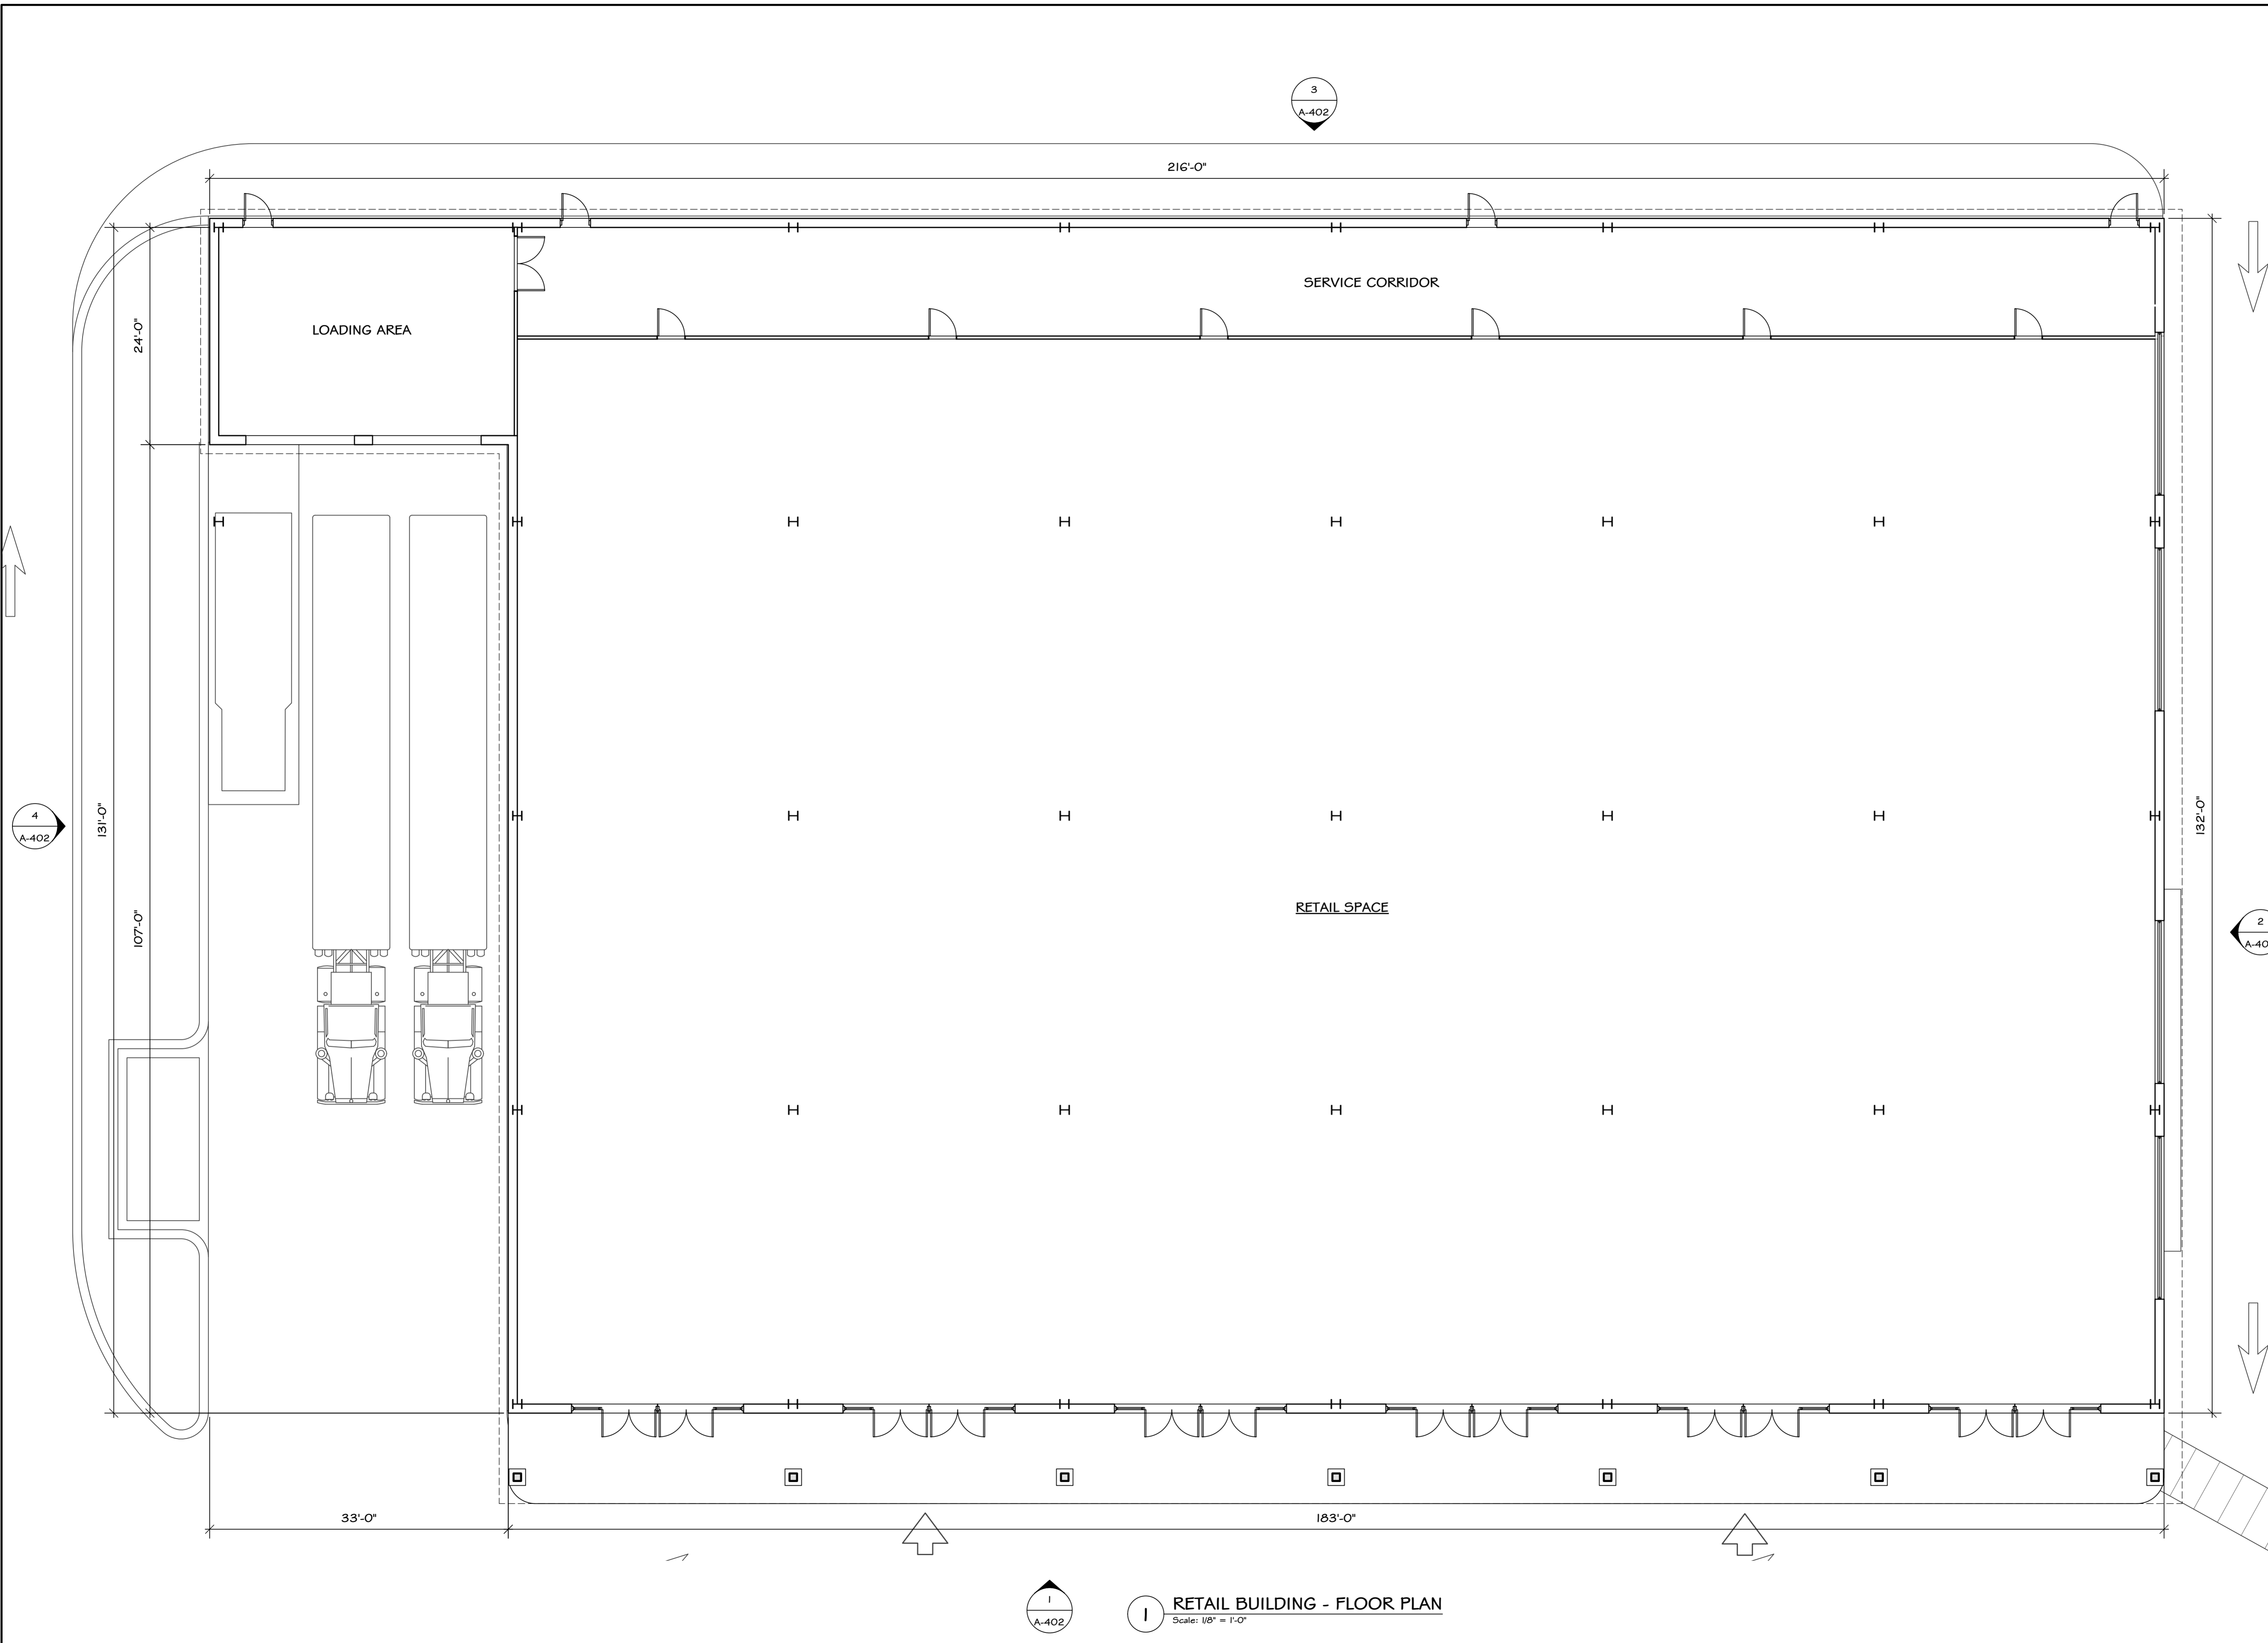 3
A-402
216'-0"
SERVICE CORRIDOR
LOADING AREA
24'-0"
131'-0"
107'-0"
132'-0"
4
A-402
RETAIL SPACE
2
33'-0"
183'-0"
1
A-402
1
RETAIL BUILDING - FLOOR PLAN
Scale: 1/8" = 1'-0"